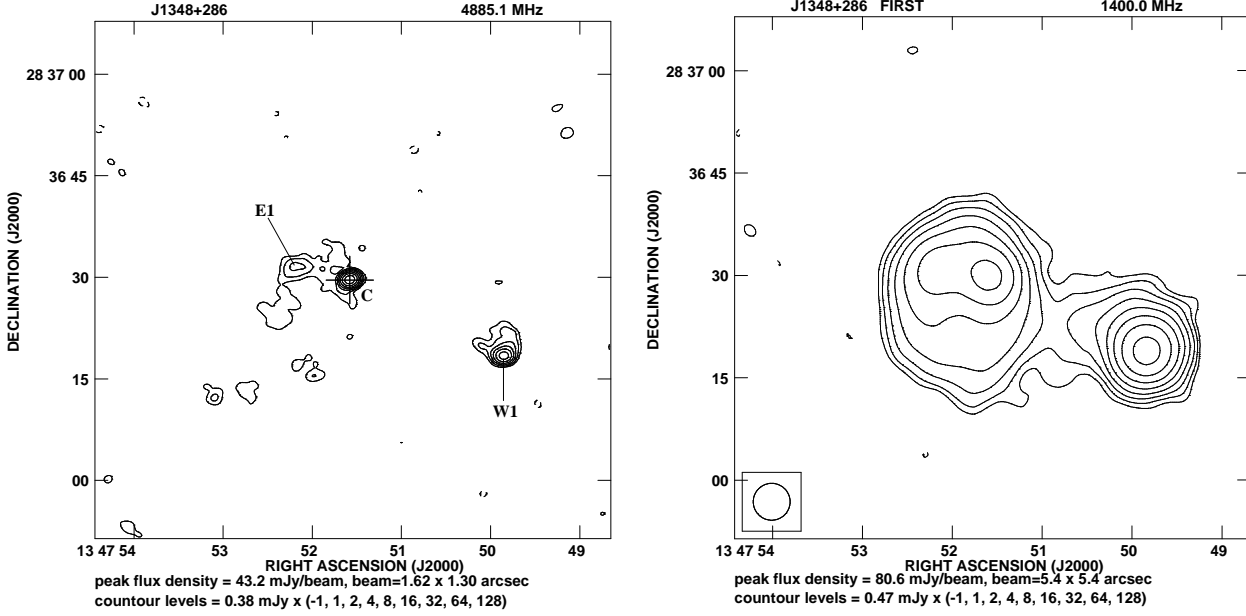 J1348+286 4885.1 MHz
DECLINATION (J2000)
28 37 00
36 45
30
15
00
E1
C
W1
13 47 54 53 52 51 50 49
RIGHT ASCENSION (J2000)
peak flux density = 43.2 mJy/beam, beam=1.62 x 1.30 arcsec
countour levels = 0.38 mJy x (-1, 1, 2, 4, 8, 16, 32, 64, 128)
J1348+286 FIRST 1400.0 MHz
DECLINATION (J2000)
28 37 00
36 45
30
15
00
13 47 54 53 52 51 50 49
RIGHT ASCENSION (J2000)
peak flux density = 80.6 mJy/beam, beam=5.4 x 5.4 arcsec
countour levels = 0.47 mJy x (-1, 1, 2, 4, 8, 16, 32, 64, 128)